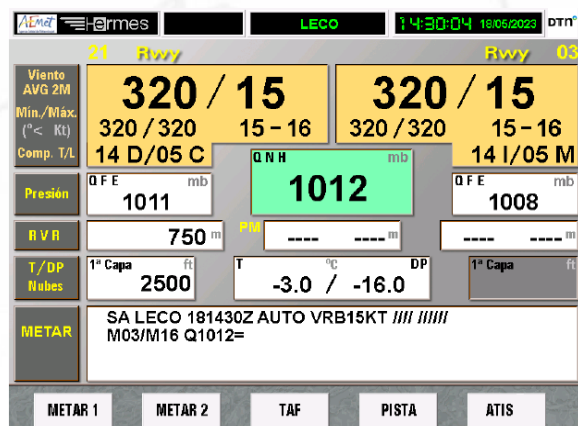 AEmet Hermes LECO 14:30:04 18/05/2023 DTN
21 Rwy Rwy 03
Viento
AVG 2M
Mín./Máx.
(°< Kt)
Comp. T/L
320 / 15 320 / 15
320 / 320 15 - 16 320 / 320 15 - 16
14 D/05 C 14 I/05 M
QNH mb
1012
Presión
QFE mb
1011
QFE mb
1008
RVR 750 m PM ---- ---- m ---- ---- m
T/DP
Nubes
1ª Capa ft
2500
T °C DP
-3.0 / -16.0
1ª Capa ft
METAR
SA LECO 181430Z AUTO VRB15KT //// //////
M03/M16 Q1012=
METAR 1 METAR 2 TAF PISTA ATIS